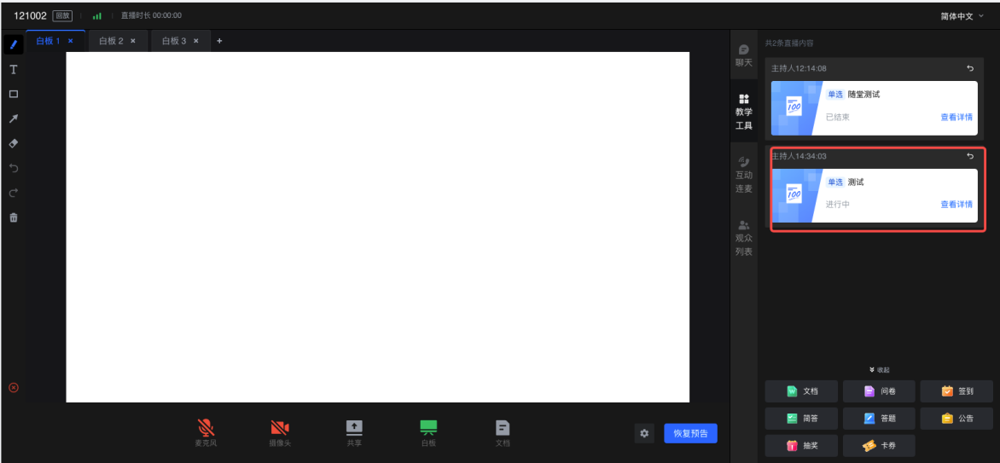 121002 回放 直播时长 00:00:00 简体中文
白板 1 × 白板 2 × 白板 3 × +
T
聊天
教学
工具
互动
连麦
观众
列表
共2条直播内容
主持人12:14:08
100
单选 随堂测试
已结束 查看详情
主持人14:34:03
100
单选 测试
进行中 查看详情
收起
文档 问卷 签到
简答 答题 公告
抽奖 卡券
麦克风 摄像头 共享 白板 文档
恢复预告